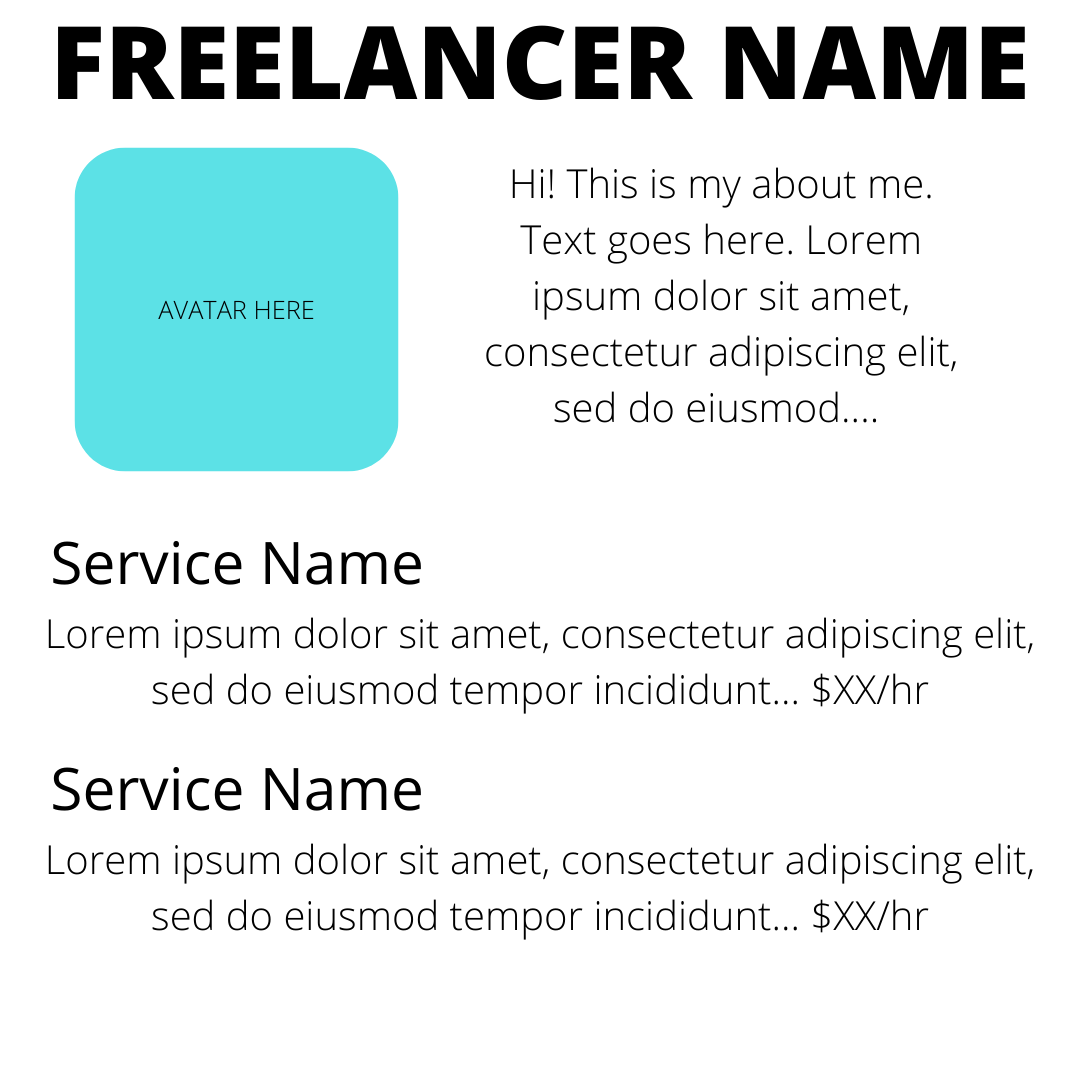 FREELANCER NAME
AVATAR HERE
Hi! This is my about me.
Text goes here. Lorem
ipsum dolor sit amet,
consectetur adipiscing elit,
sed do eiusmod....
Service Name
Lorem ipsum dolor sit amet, consectetur adipiscing elit,
sed do eiusmod tempor incididunt... $XX/hr
Service Name
Lorem ipsum dolor sit amet, consectetur adipiscing elit,
sed do eiusmod tempor incididunt... $XX/hr